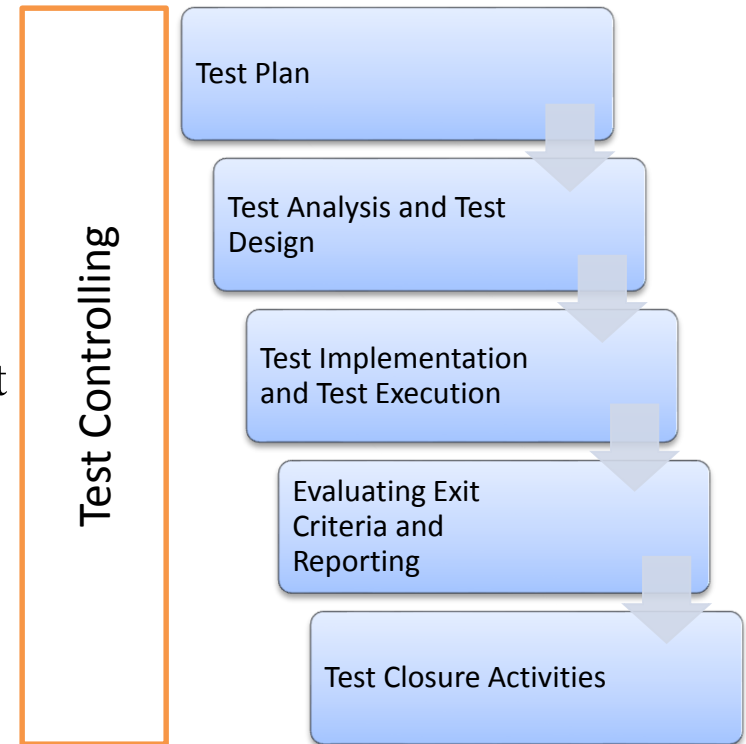 Test Controlling
Test Plan
Test Analysis and Test
Design
t
Test Implementation
and Test Execution
Evaluating Exit
Criteria and
Reporting
Test Closure Activities